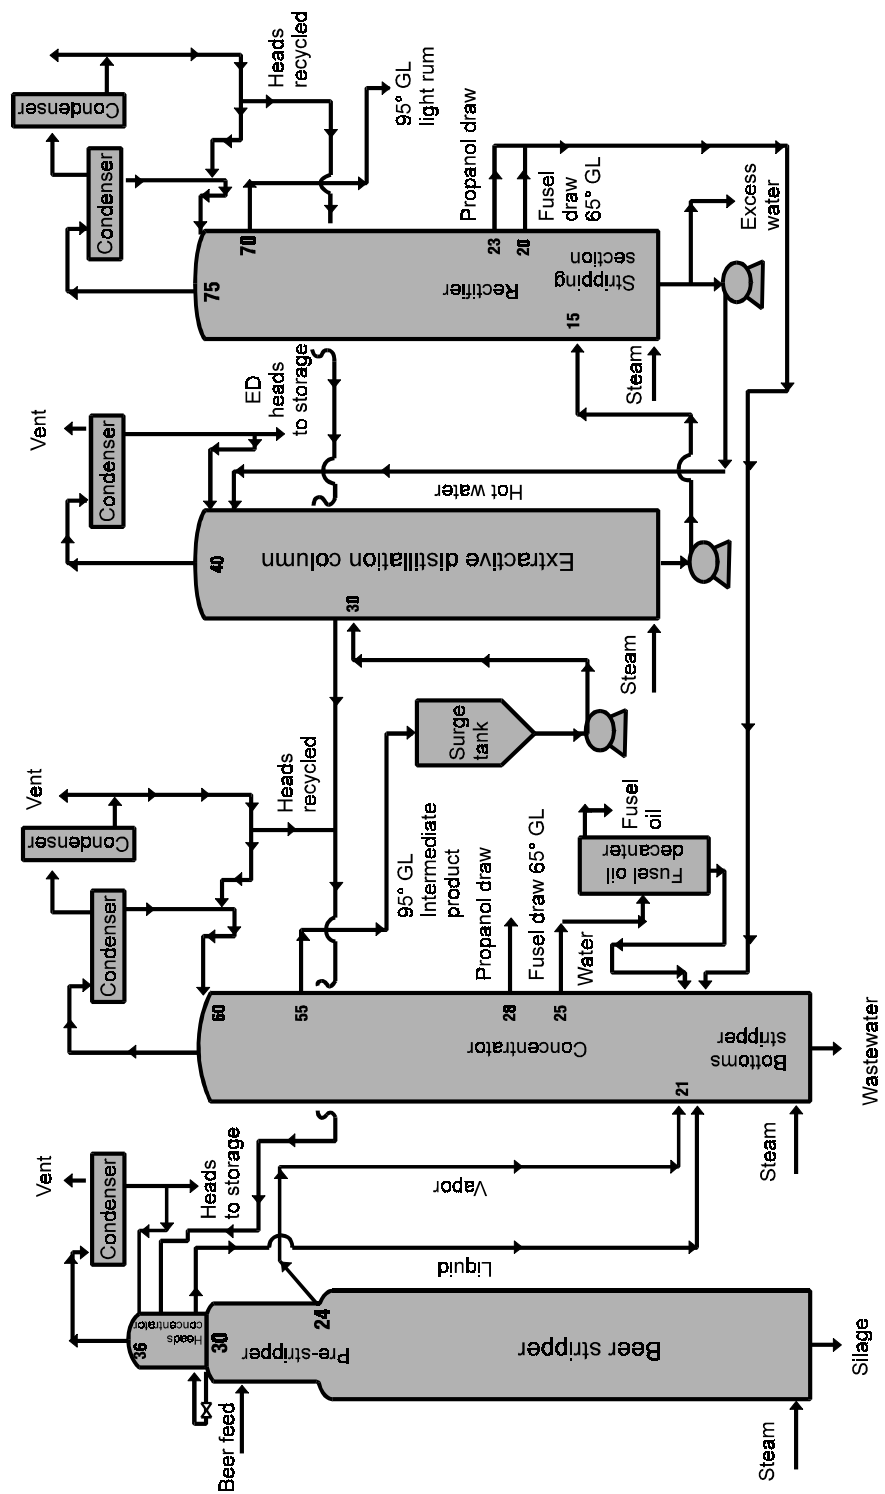 Vent
Condenser
Heads
to storage
36
Heads
concentrator
30
Pre-stripper
24
Beer stripper
Beer feed
Steam
Silage
Liquid
Vapor
Vent
Condenser
Condenser
Heads
recycled
60
55
Concentrator
28
25
21
Bottoms
stripper
Steam
Wastewater
95° GL
Intermediate
product
Propanol draw
Fusel draw 65° GL
Water
Fusel oil
decanter
Fusel
oil
Surge
tank
Vent
Condenser
ED
heads
to storage
40
30
Extractive distillation column
Hot water
Steam
Condenser
Condenser
Heads
recycled
75
70
Rectifier
23
20
15
Stripping
section
Steam
95° GL
light rum
Propanol draw
Fusel
draw
65° GL
Excess
water